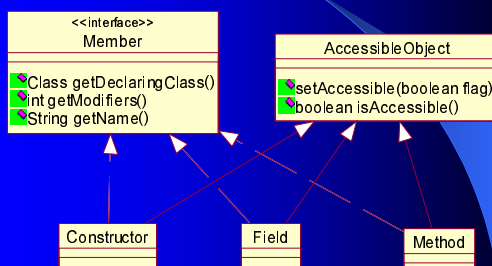 <<interface>>
Member
Class getDeclaringClass()
int getModifiers()
String getName()
AccessibleObject
setAccessible(boolean flag)
boolean isAccessible()
Constructor
Field
Method